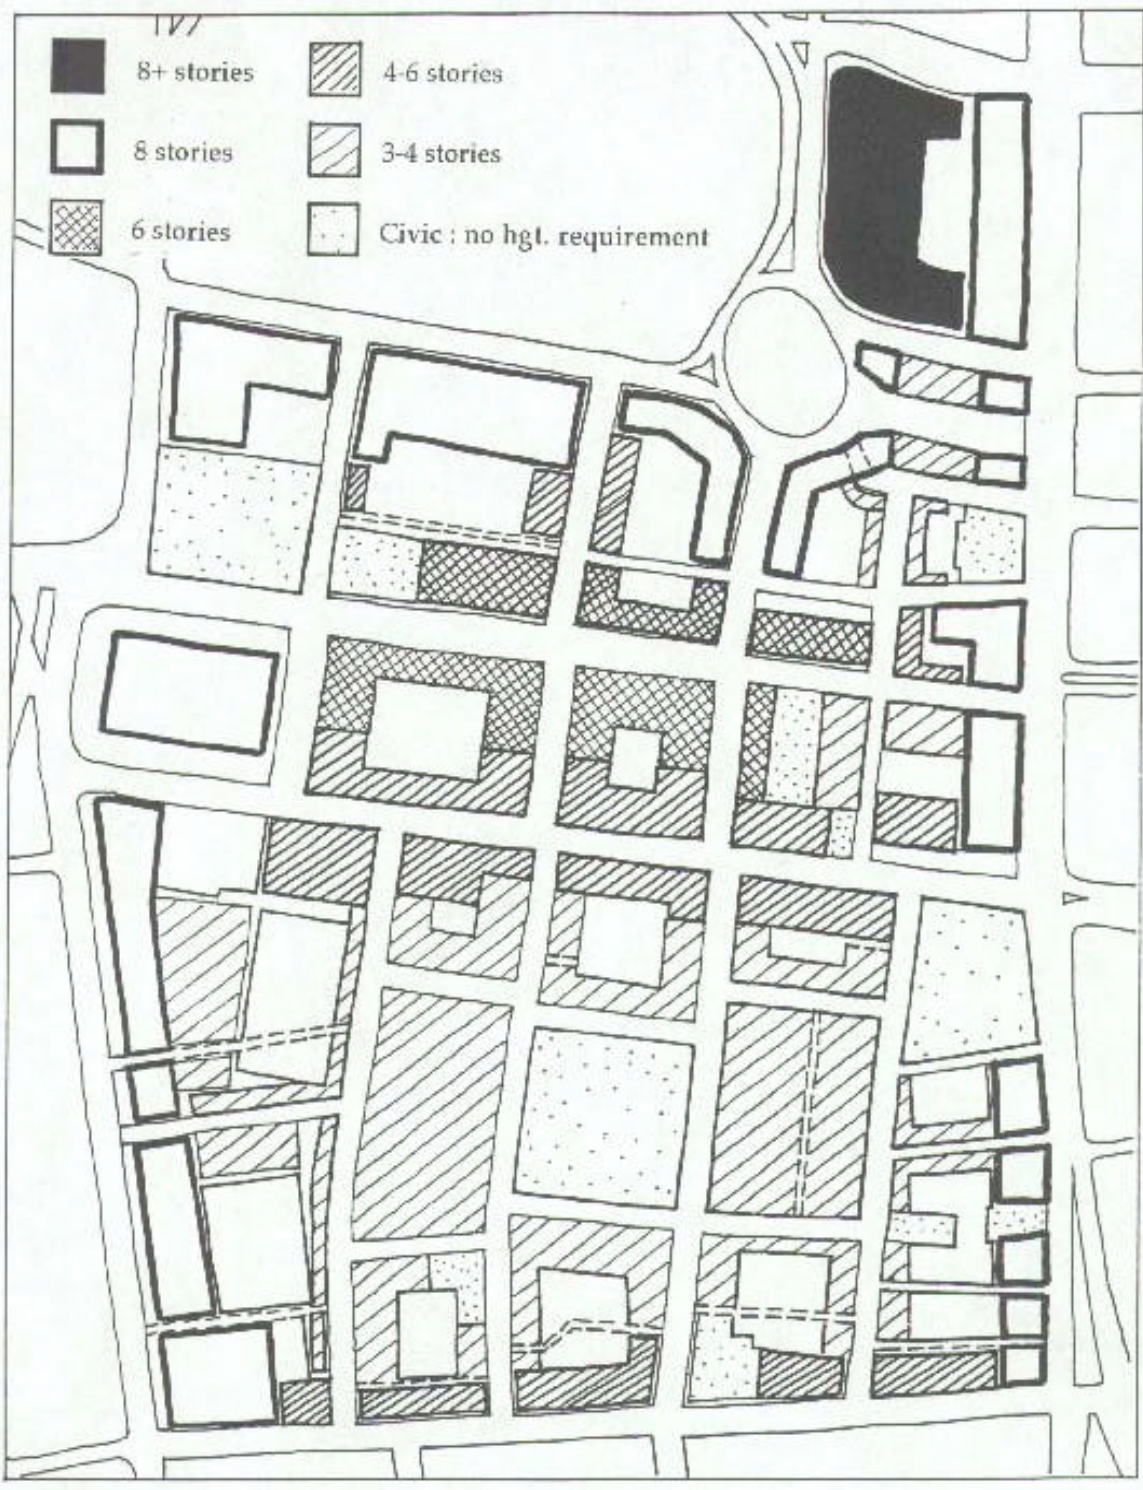 8+ stories
8 stories
6 stories
4-6 stories
3-4 stories
Civic : no hgt. requirement